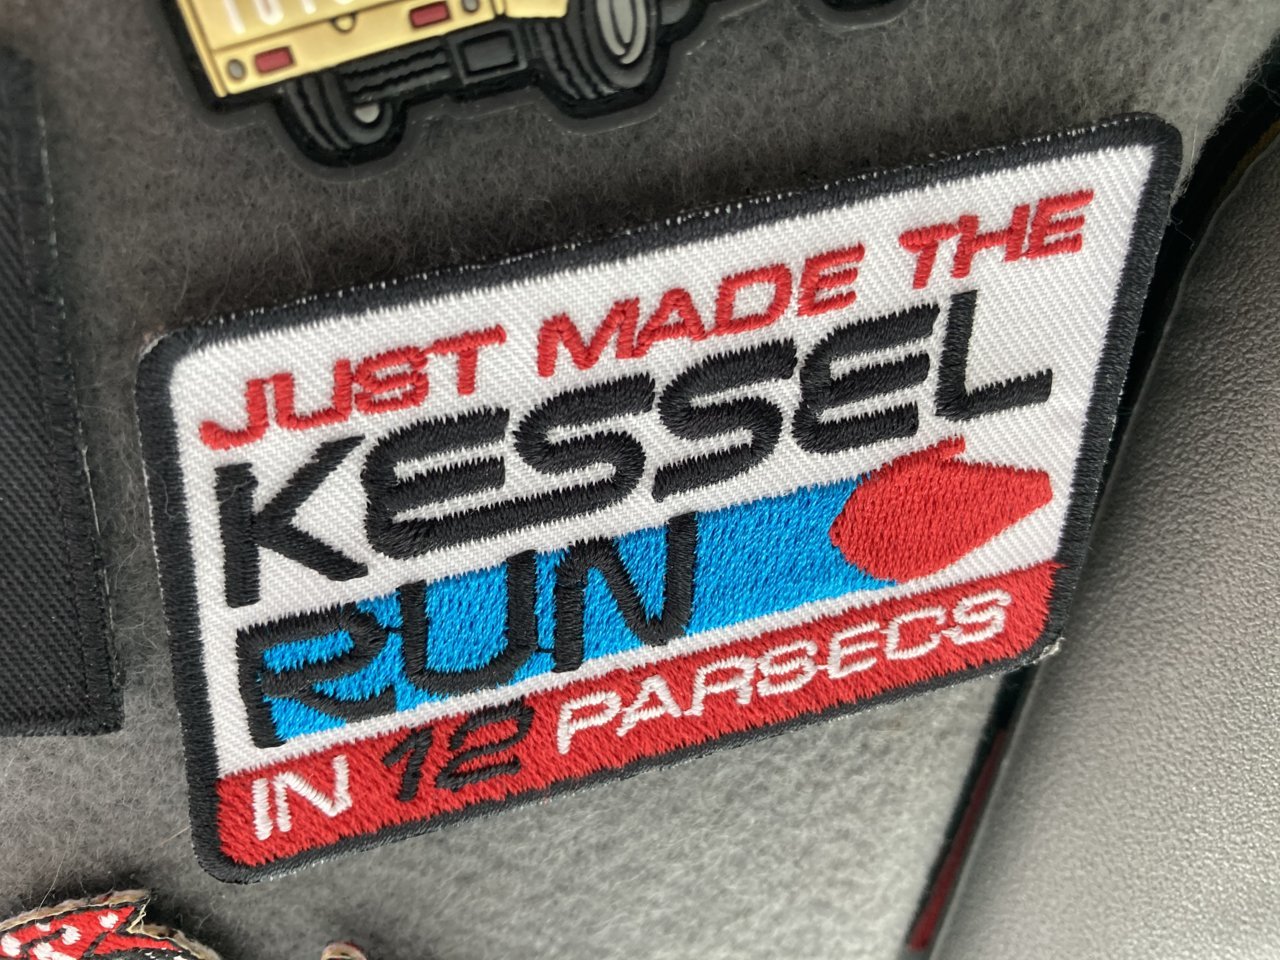 JUST MADE THE
KESSEL
RUN
IN 12 PARSECS